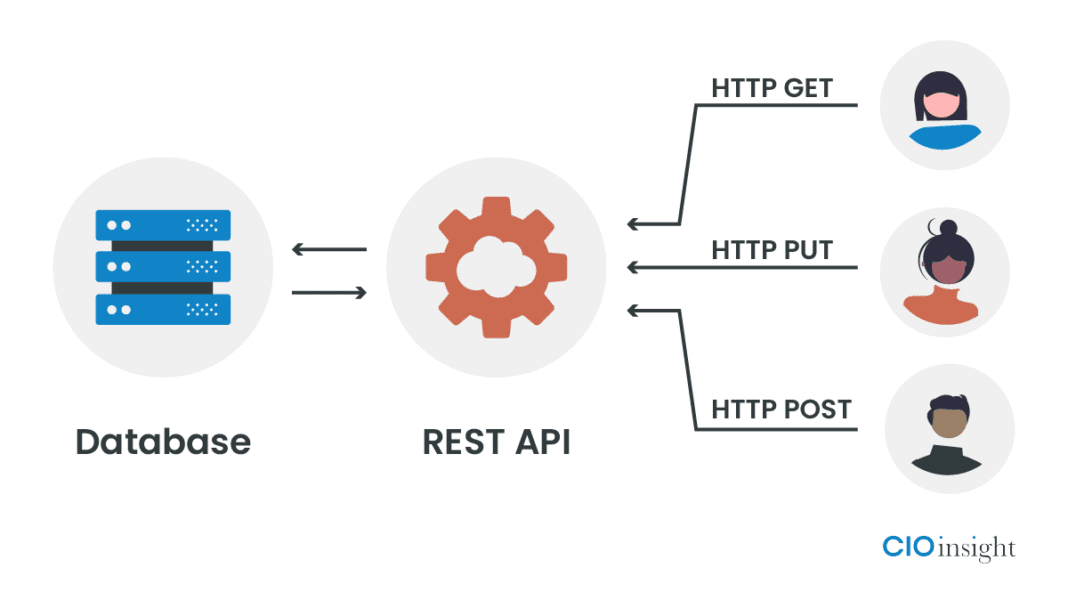 HTTP GET
HTTP PUT
HTTP POST
Database
REST API
CIOinsight